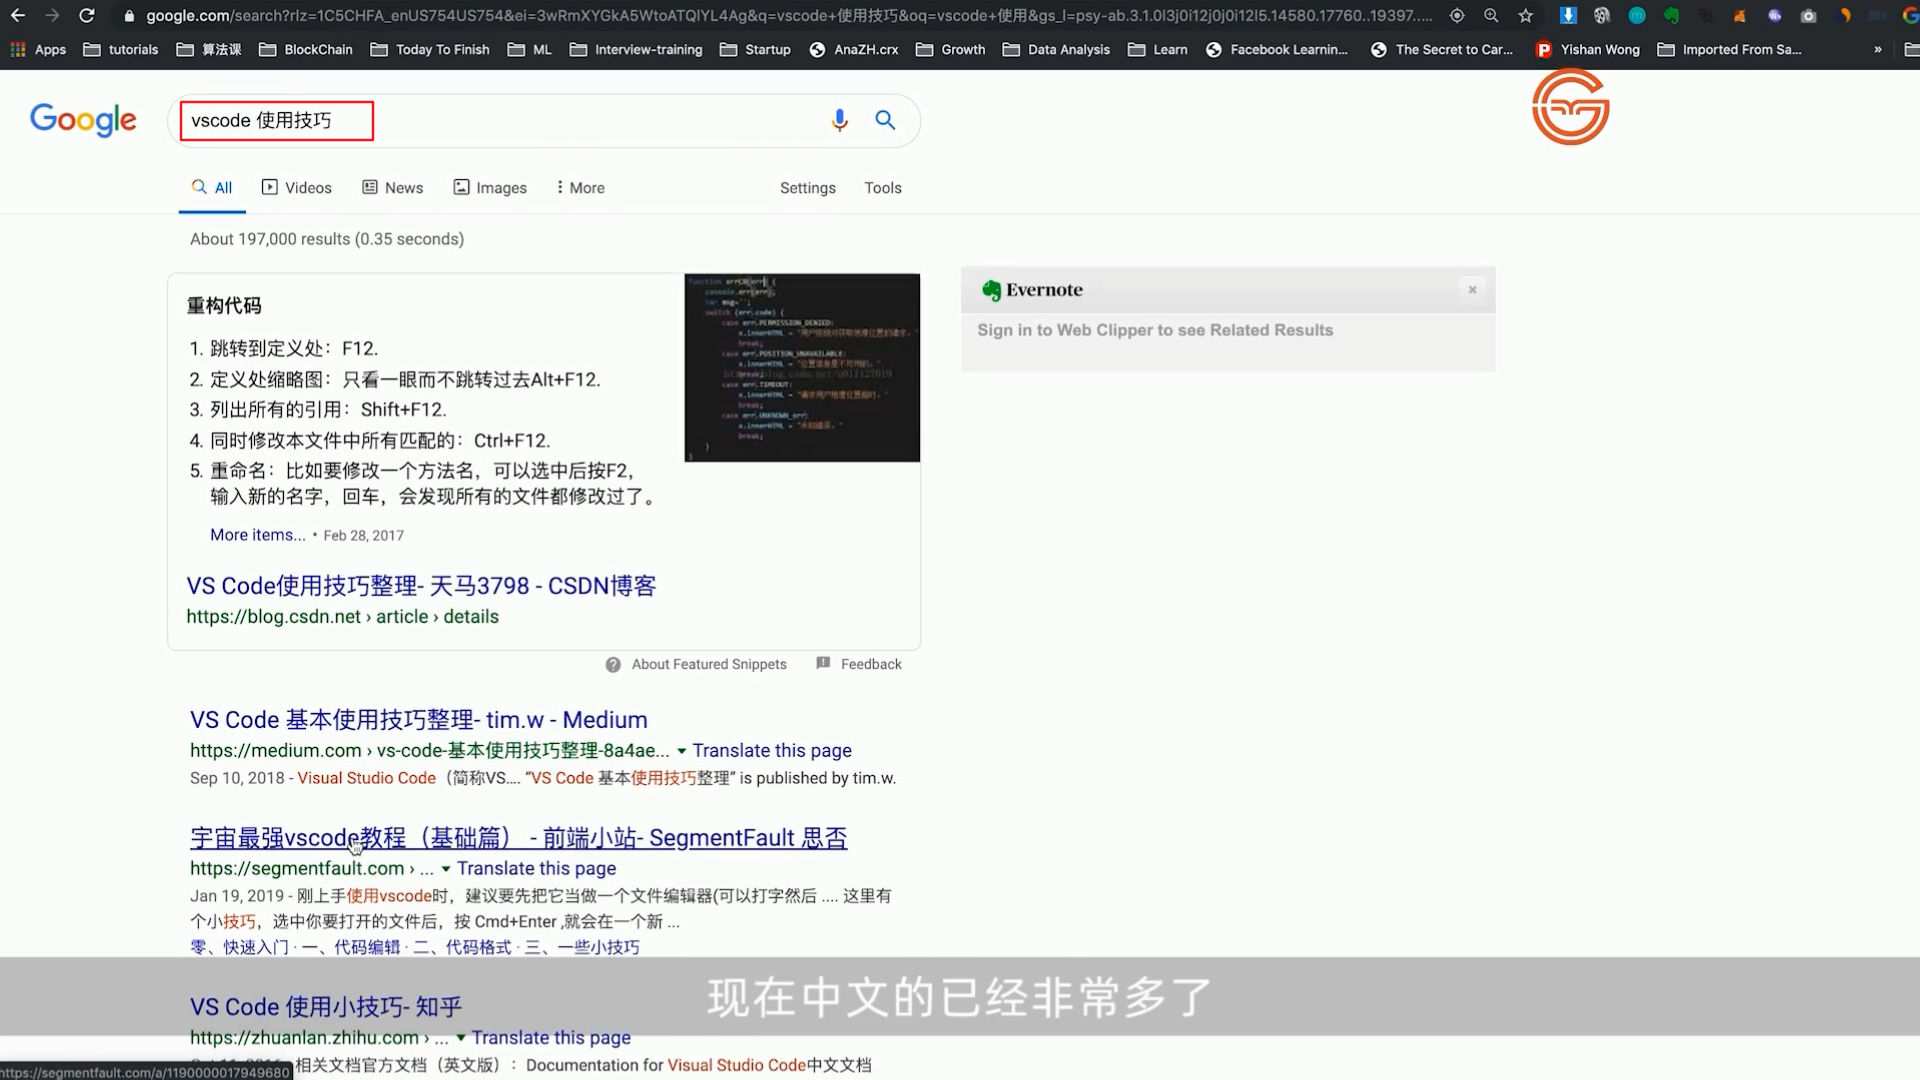 google.com/search?rlz=1C5CHFA_enUS754US754&ei=3wRmXYGkA5WtoATQIYL4Ag&q=vscode+使用技巧&oq=vscode+使用&gs_l=psy-ab.3.1.0l3j0i12j0j0i12l5.14580.17760..19397.....
Apps tutorials 算法课 BlockChain Today To Finish ML Interview-training Startup AnaZH.crx Growth Data Analysis Learn Facebook Learnin... The Secret to Car... Yishan Wong Imported From Sa... »
Google vscode 使用技巧
All Videos News Images More Settings Tools
About 197,000 results (0.35 seconds)
重构代码
1. 跳转到定义处：F12.
2. 定义处缩略图：只看一眼而不跳转过去Alt+F12.
3. 列出所有的引用：Shift+F12.
4. 同时修改本文件中所有匹配的：Ctrl+F12.
5. 重命名：比如要修改一个方法名，可以选中后按F2，
输入新的名字，回车，会发现所有的文件都修改过了。
More items... • Feb 28, 2017
VS Code使用技巧整理- 天马3798 - CSDN博客
https://blog.csdn.net › article › details
About Featured Snippets Feedback
Evernote
Sign in to Web Clipper to see Related Results
VS Code 基本使用技巧整理- tim.w - Medium
https://medium.com › vs-code-基本使用技巧整理-8a4ae... Translate this page
Sep 10, 2018 - Visual Studio Code（简称VS.... “VS Code 基本使用技巧整理” is published by tim.w.
宇宙最强vscode教程（基础篇） - 前端小站- SegmentFault 思否
https://segmentfault.com › ... Translate this page
Jan 19, 2019 - 刚上手使用vscode时，建议要先把它当做一个文件编辑器(可以打字然后 .... 这里有
个小技巧，选中你要打开的文件后，按 Cmd+Enter ,就会在一个新 ...
零、快速入门 · 一、代码编辑 · 二、代码格式 · 三、一些小技巧
现在中文的已经非常多了
VS Code 使用小技巧- 知乎
https://zhuanlan.zhihu.com › ... Translate this page
相关文档官方文档（英文版）：Documentation for Visual Studio Code中文文档
https://segmentfault.com/a/1190000017949680